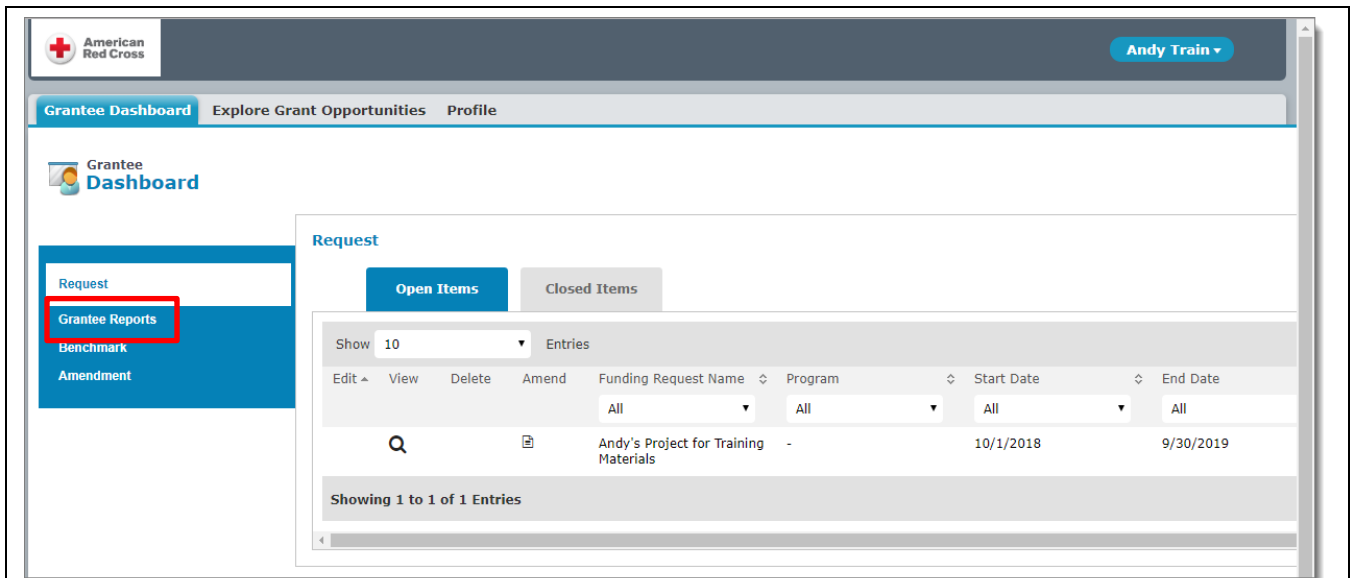 American
Red Cross
Andy Train
Grantee Dashboard Explore Grant Opportunities Profile
Grantee
Dashboard
Request
Grantee Reports
Benchmark
Amendment
Request
Open Items Closed Items
Show 10 Entries
Edit View Delete Amend Funding Request Name Program Start Date End Date
All All All All
Andy's Project for Training - 10/1/2018 9/30/2019
Materials
Showing 1 to 1 of 1 Entries